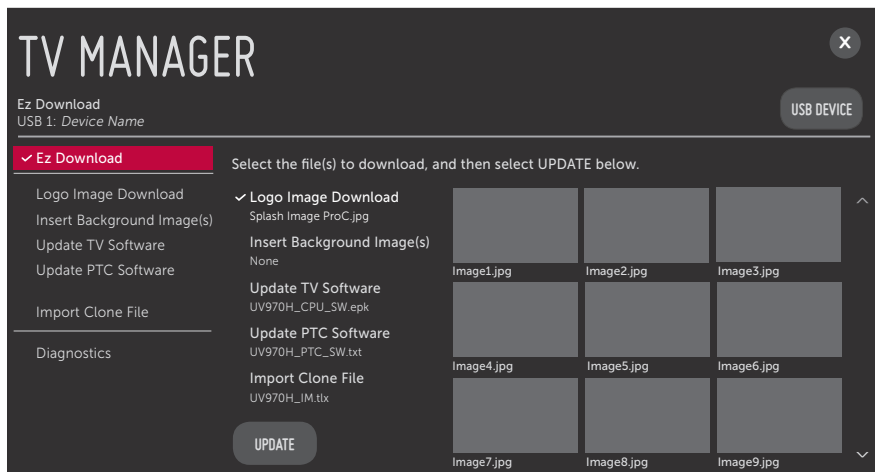 TV MANAGER
X
Ez Download
USB 1: Device Name
USB DEVICE
Ez Download
Logo Image Download
Insert Background Image(s)
Update TV Software
Update PTC Software
Import Clone File
Diagnostics
Select the file(s) to download, and then select UPDATE below.
Logo Image Download
Splash Image ProC.jpg
Insert Background Image(s)
None
Update TV Software
UV970H_CPU_SW.epk
Update PTC Software
UV970H_PTC_SW.txt
Import Clone File
UV970H_IM.tlx
UPDATE
Image1.jpg
Image2.jpg
Image3.jpg
Image4.jpg
Image5.jpg
Image6.jpg
Image7.jpg
Image8.jpg
Image9.jpg